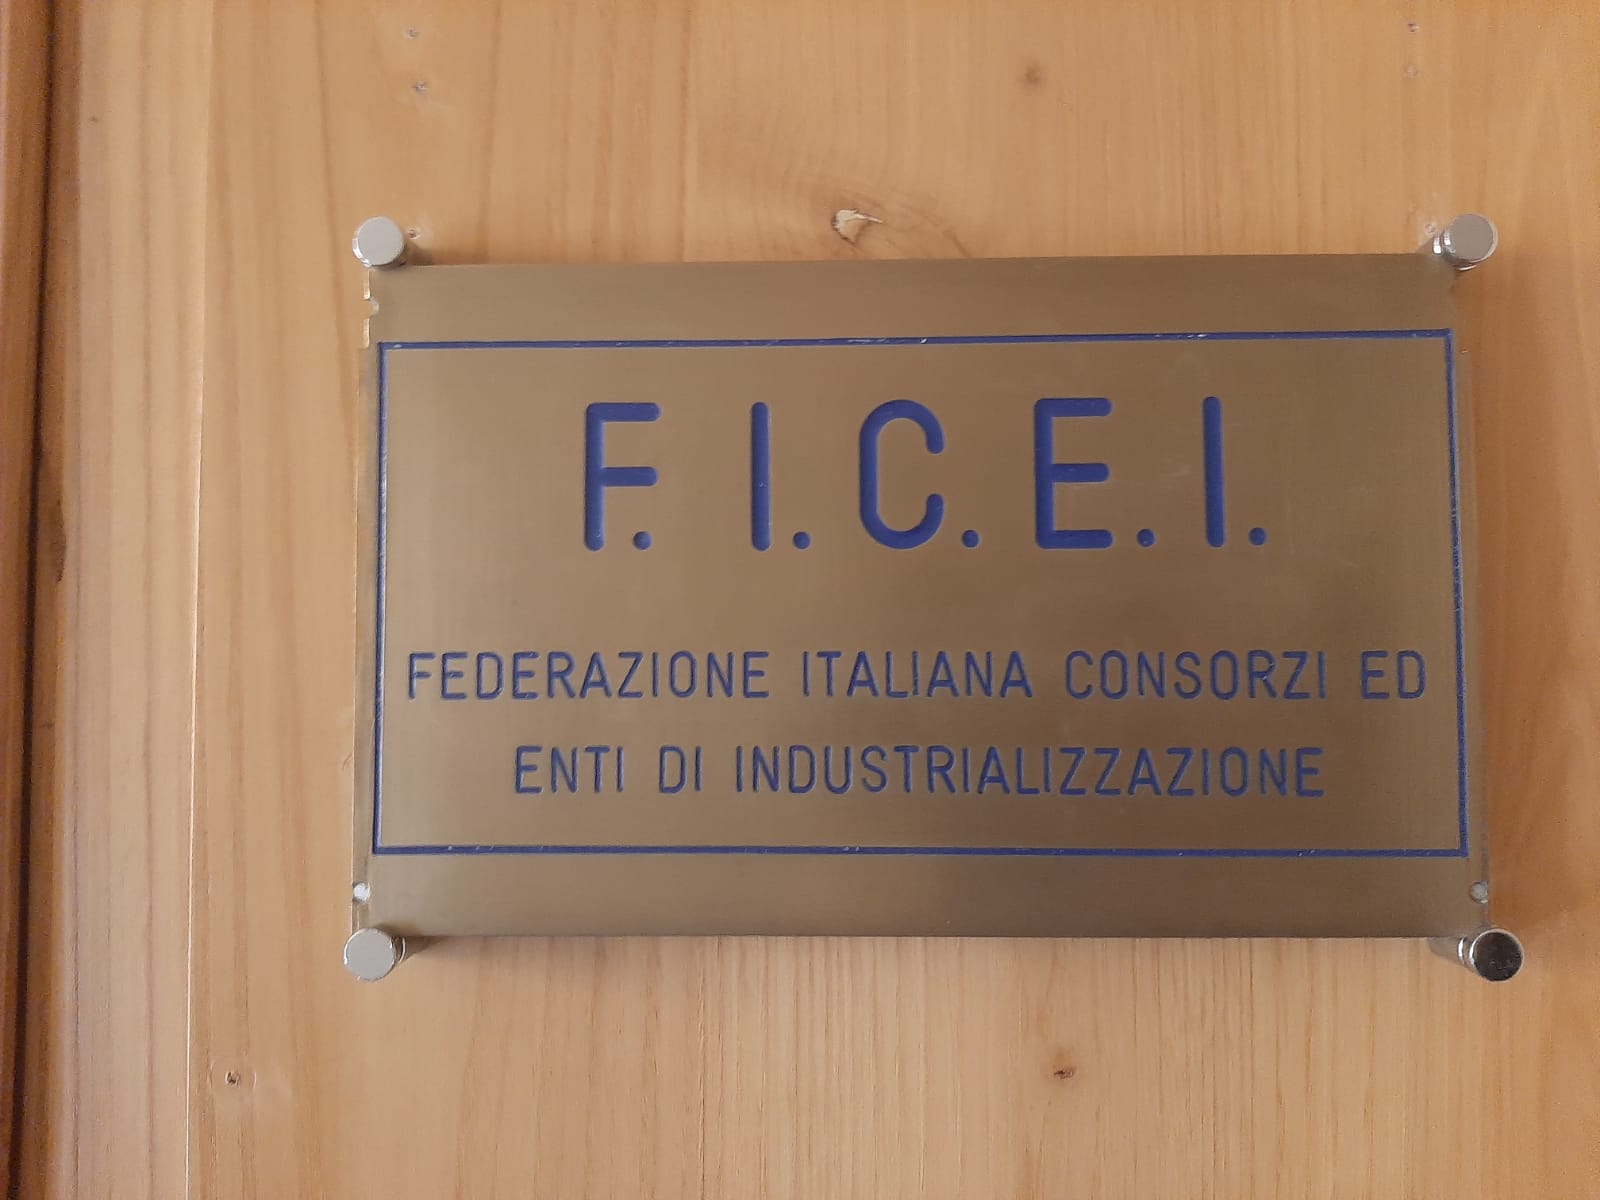 F. I.C.E.I.
FEDERAZIONE ITALIANA CONSORZI ED
ENTI DI INDUSTRIALIZZAZIONE